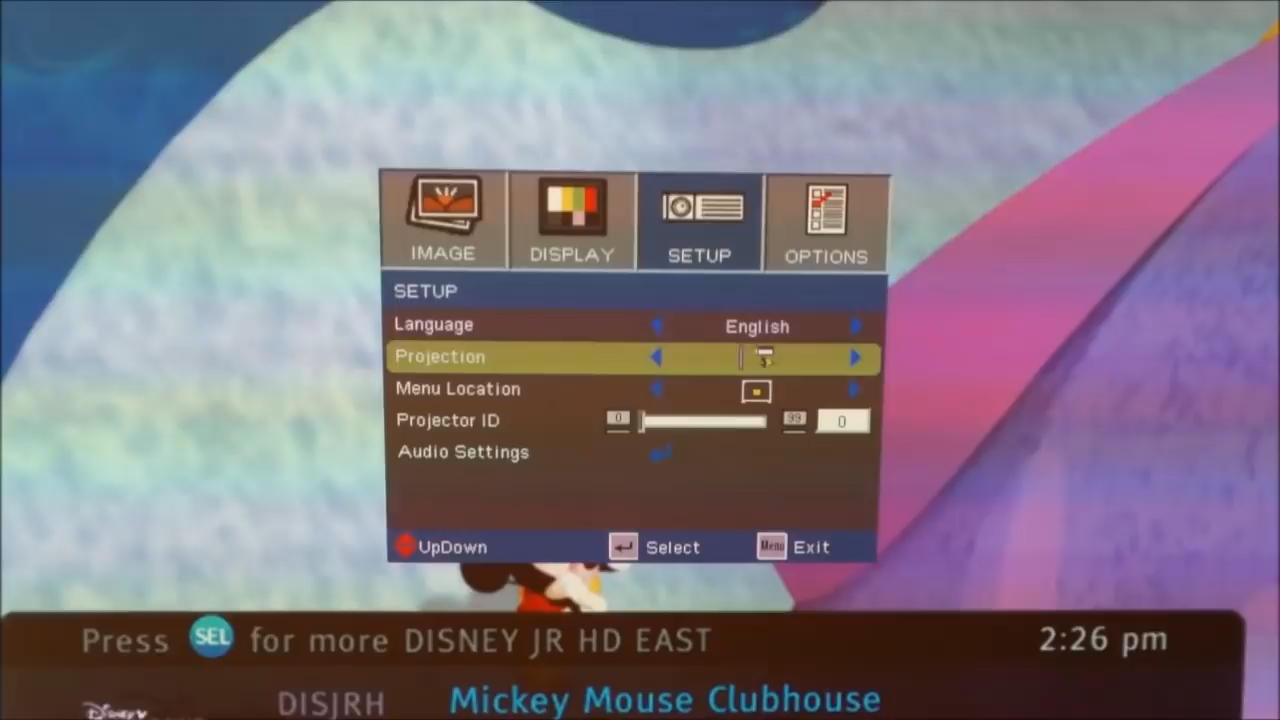 IMAGE DISPLAY SETUP OPTIONS
SETUP
Language English
Projection
Menu Location
Projector ID 0 99 0
Audio Settings
UpDown Select Menu Exit
Press SEL for more DISNEY JR HD EAST 2:26 pm
DISNEY DISJRH Mickey Mouse Clubhouse